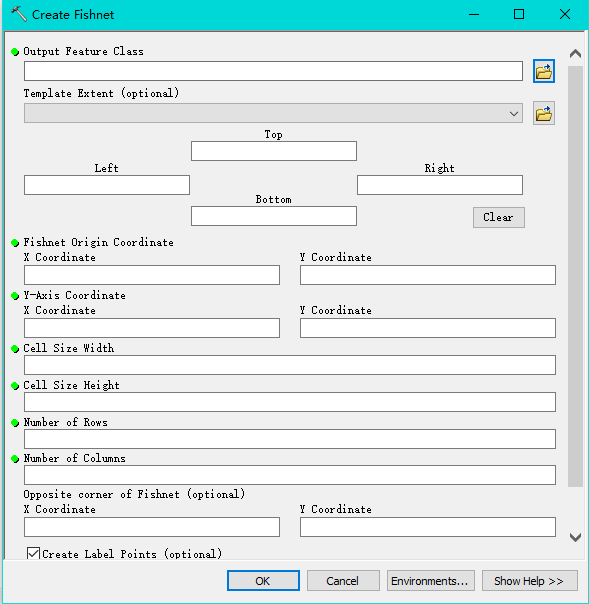 Create Fishnet
Output Feature Class
Template Extent (optional)
Top
Left Right
Bottom
Clear
Fishnet Origin Coordinate
X Coordinate Y Coordinate
Y-Axis Coordinate
X Coordinate Y Coordinate
Cell Size Width
Cell Size Height
Number of Rows
Number of Columns
Opposite corner of Fishnet (optional)
X Coordinate Y Coordinate
Create Label Points (optional)
OK Cancel Environments... Show Help >>